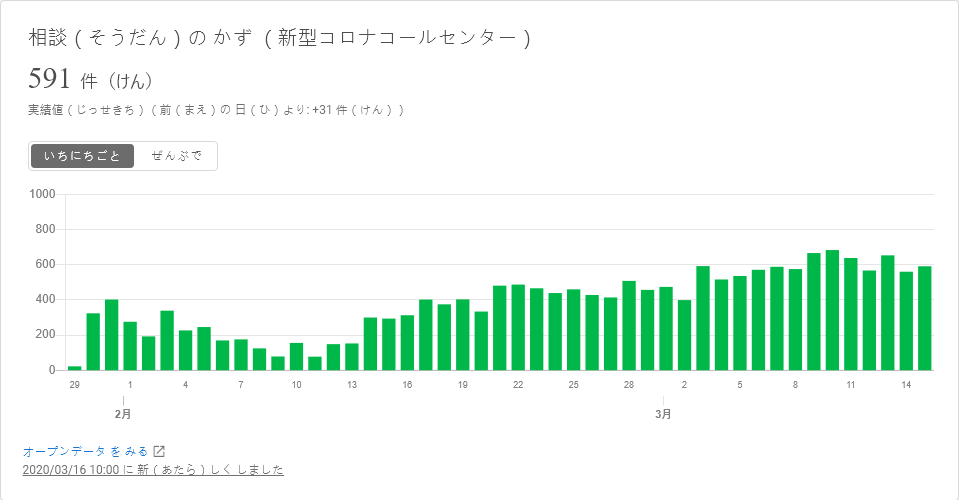 相談 ( そうだん ) の かず ( 新型コロナコールセンター )
591 件 (けん)
実績値 ( じっせきち ) ( 前 ( まえ ) の 日 ( ひ ) より: +31 件 ( けん ) )
いちにちごと ぜんぶで
1000
800
600
400
200
0
29 1 4 7 10 13 16 19 22 25 28 2 5 8 11 14
2月 3月
オープンデータ を みる
2020/03/16 10:00 に 新 ( あたら ) しく しました